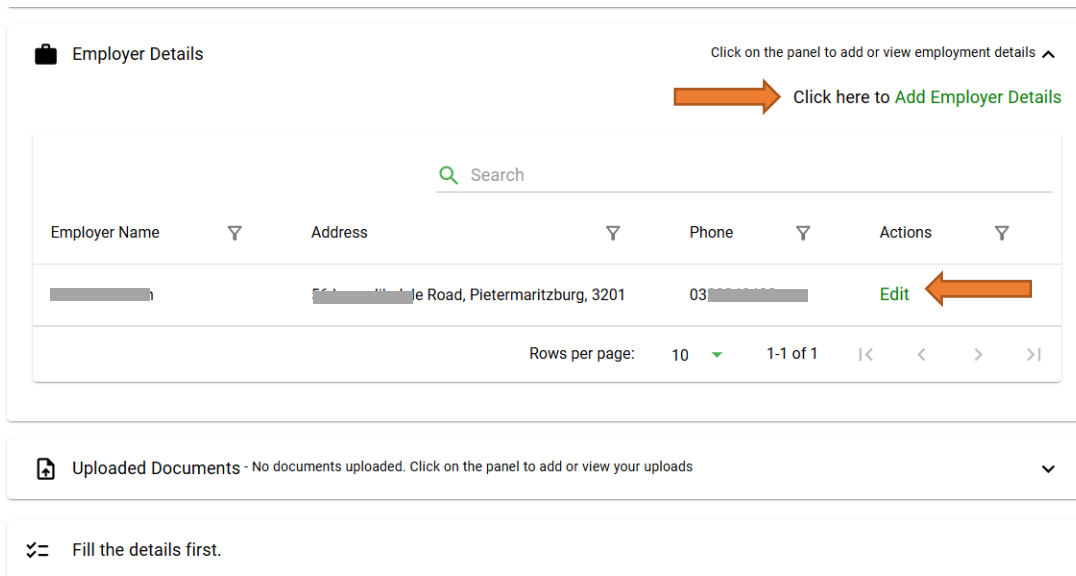 Employer Details
Click on the panel to add or view employment details
Click here to Add Employer Details
Search
Employer Name Address Phone Actions
Road, Pietermaritzburg, 3201 03 Edit
Rows per page: 10 1-1 of 1
Uploaded Documents - No documents uploaded. Click on the panel to add or view your uploads
Fill the details first.